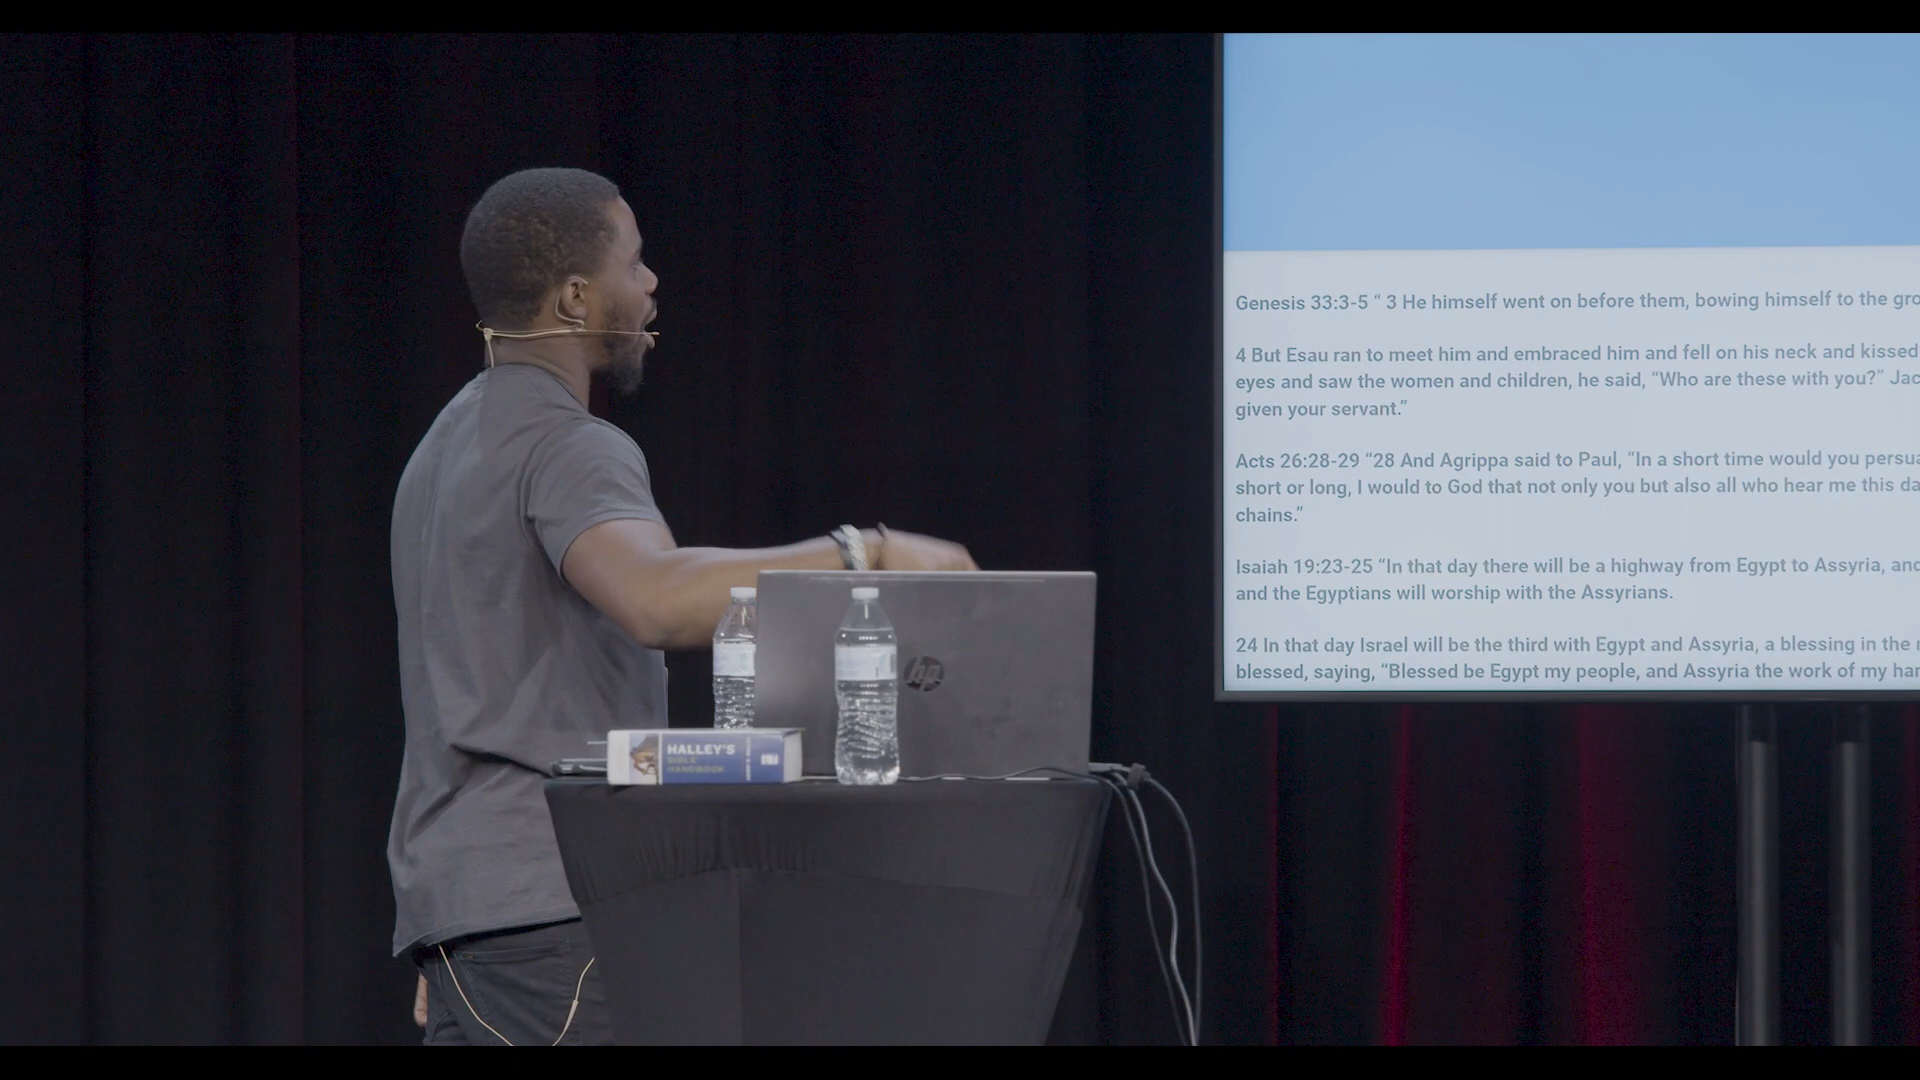 Genesis 33:3-5 “ 3 He himself went on before them, bowing himself to the gro
4 But Esau ran to meet him and embraced him and fell on his neck and kissed
eyes and saw the women and children, he said, “Who are these with you?” Jac
given your servant.”
Acts 26:28-29 “28 And Agrippa said to Paul, “In a short time would you persua
short or long, I would to God that not only you but also all who hear me this da
chains.”
Isaiah 19:23-25 “In that day there will be a highway from Egypt to Assyria, and
and the Egyptians will worship with the Assyrians.
24 In that day Israel will be the third with Egypt and Assyria, a blessing in the
blessed, saying, “Blessed be Egypt my people, and Assyria the work of my han
hp
HALLEY'S
BIBLE
HANDBOOK